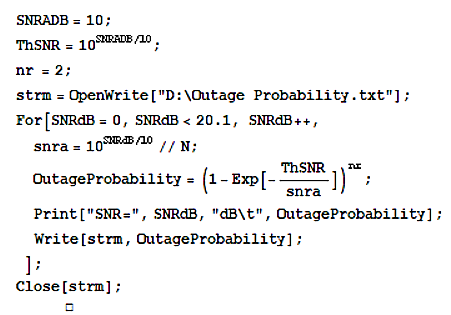 SNRADB = 10;
ThSNR = 10^SNRADB/10;
nr = 2;
strm = OpenWrite["D:\Outage Probability.txt"];
For[SNRdB = 0, SNRdB < 20.1, SNRdB++,
snra = 10^SNRdB/10 // N;
OutageProbability = (1 - Exp[-ThSNR/snra])^nr;
Print["SNR=", SNRdB, "dB\t", OutageProbability];
Write[strm, OutageProbability];
];
Close[strm];